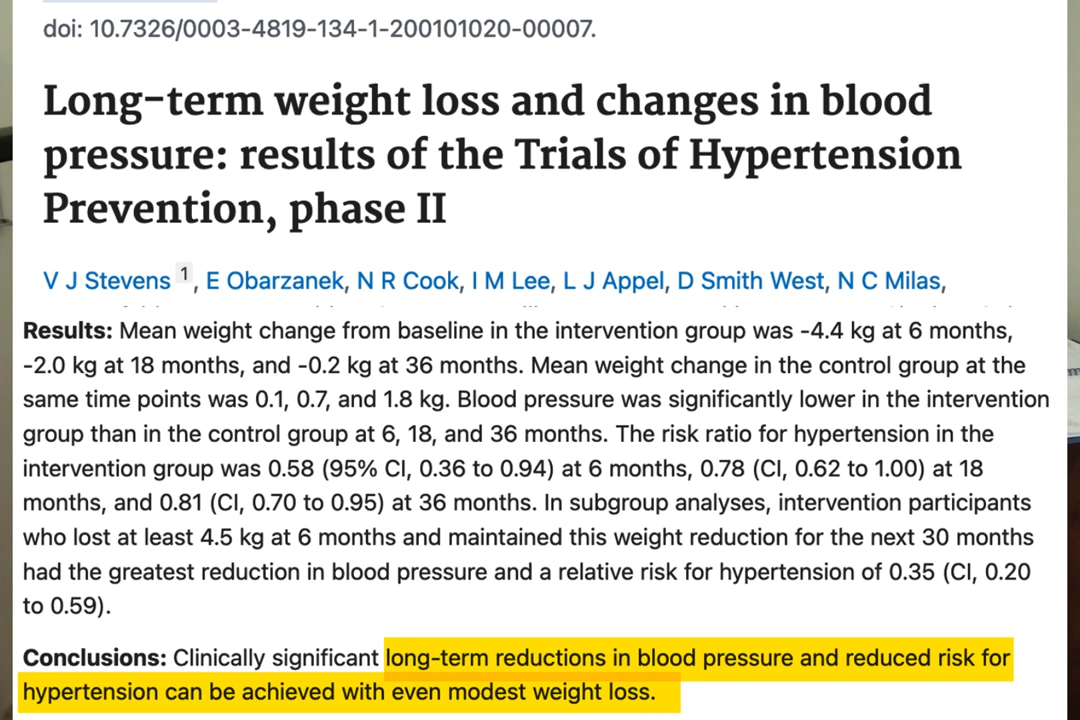 doi: 10.7326/0003-4819-134-1-200101020-00007.
Long-term weight loss and changes in blood
pressure: results of the Trials of Hypertension
Prevention, phase II
V J Stevens 1, E Obarzanek, N R Cook, I M Lee, L J Appel, D Smith West, N C Milas,
Results: Mean weight change from baseline in the intervention group was -4.4 kg at 6 months,
-2.0 kg at 18 months, and -0.2 kg at 36 months. Mean weight change in the control group at the
same time points was 0.1, 0.7, and 1.8 kg. Blood pressure was significantly lower in the intervention
group than in the control group at 6, 18, and 36 months. The risk ratio for hypertension in the
intervention group was 0.58 (95% CI, 0.36 to 0.94) at 6 months, 0.78 (CI, 0.62 to 1.00) at 18
months, and 0.81 (CI, 0.70 to 0.95) at 36 months. In subgroup analyses, intervention participants
who lost at least 4.5 kg at 6 months and maintained this weight reduction for the next 30 months
had the greatest reduction in blood pressure and a relative risk for hypertension of 0.35 (CI, 0.20
to 0.59).
Conclusions: Clinically significant long-term reductions in blood pressure and reduced risk for
hypertension can be achieved with even modest weight loss.